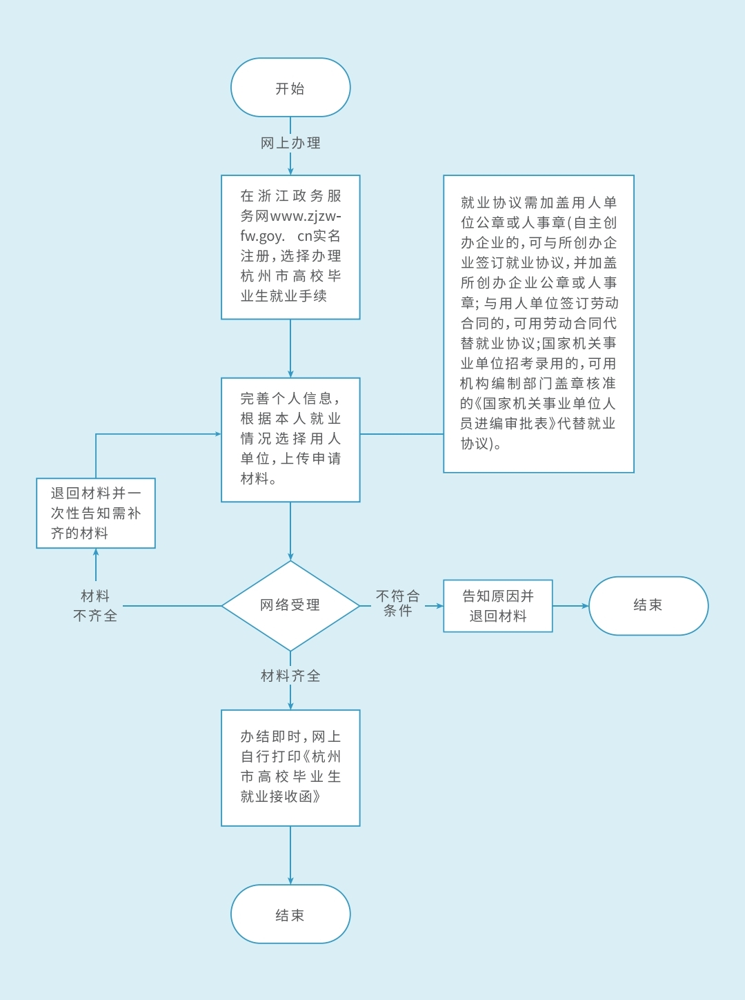 开始
网上办理
在浙江政务服
务网www.zjzw-
fw.goy. cn实名
注册,选择办理
杭州市高校毕
业生就业手续
就业协议需加盖用人单
位公章或人事章(自主创
办企业的,可与所创办企
业签订就业协议,并加盖
所创办企业公章或人事
章;与用人单位签订劳动
合同的,可用劳动合同代
替就业协议;国家机关事
业单位招考录用的,可用
机构编制部门盖章核准
的《国家机关事业单位人
员进编审批表》代替就业
协议)。
完善个人信息,
根据本人就业
情况选择用人
单位,上传申请
材料。
退回材料并一
次性告知需补
齐的材料
材料
不齐全
网络受理
不符合
条件
告知原因并
退回材料
结束
材料齐全
办结即时,网上
自行打印《杭州
市高校毕业生
就业接收函》
结束